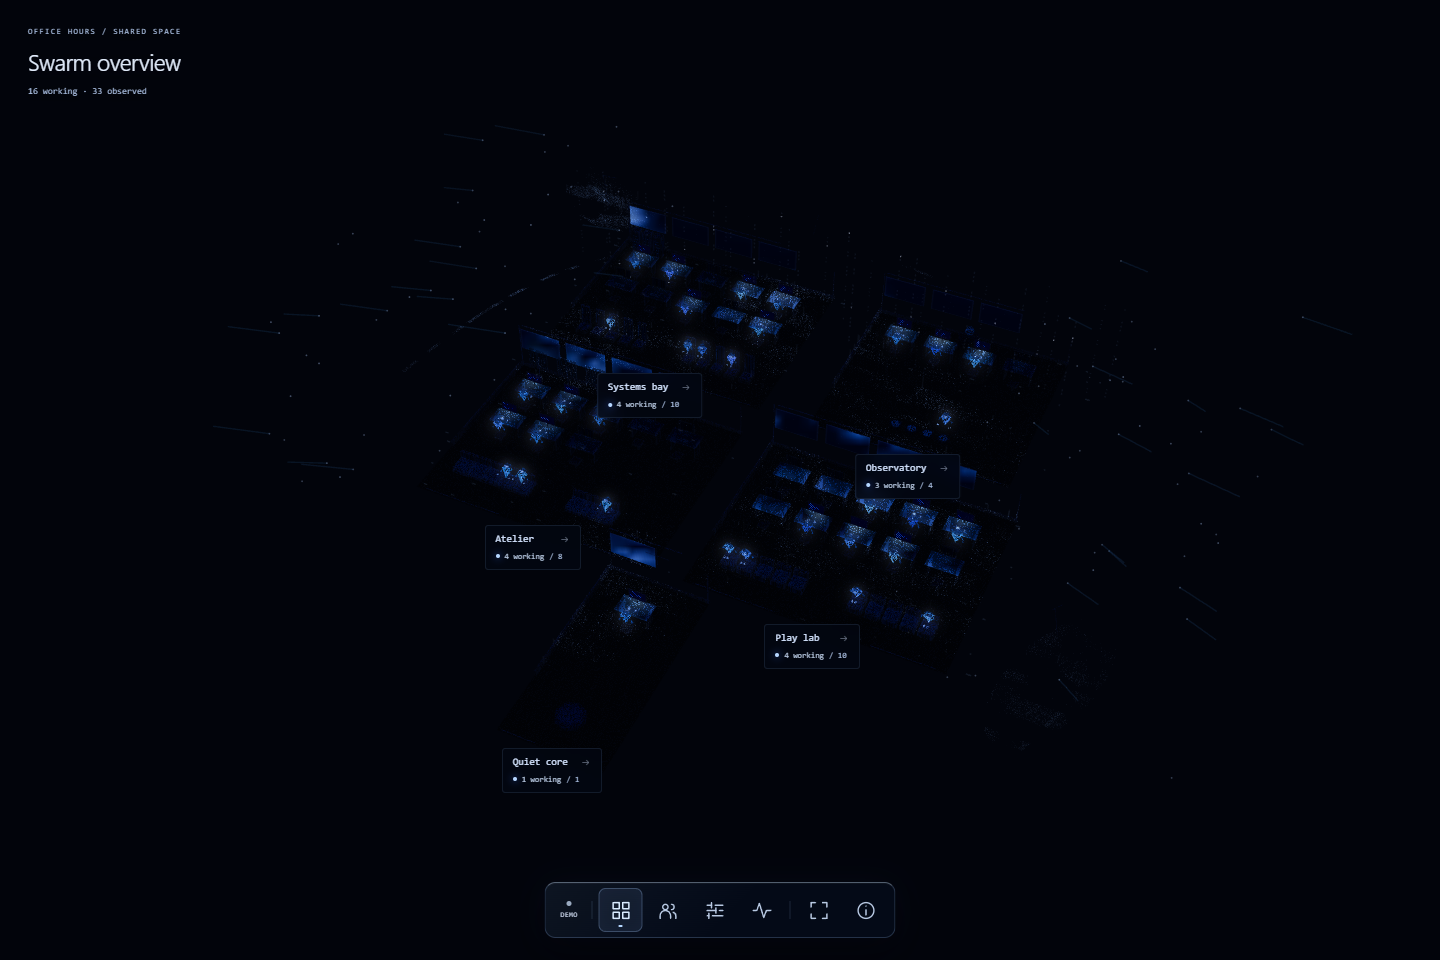 OFFICE HOURS / SHARED SPACE
Swarm overview
16 working · 33 observed
Systems bay →
4 working / 10
Observatory →
3 working / 4
Atelier →
4 working / 8
Play lab →
4 working / 10
Quiet core →
1 working / 1
DEMO